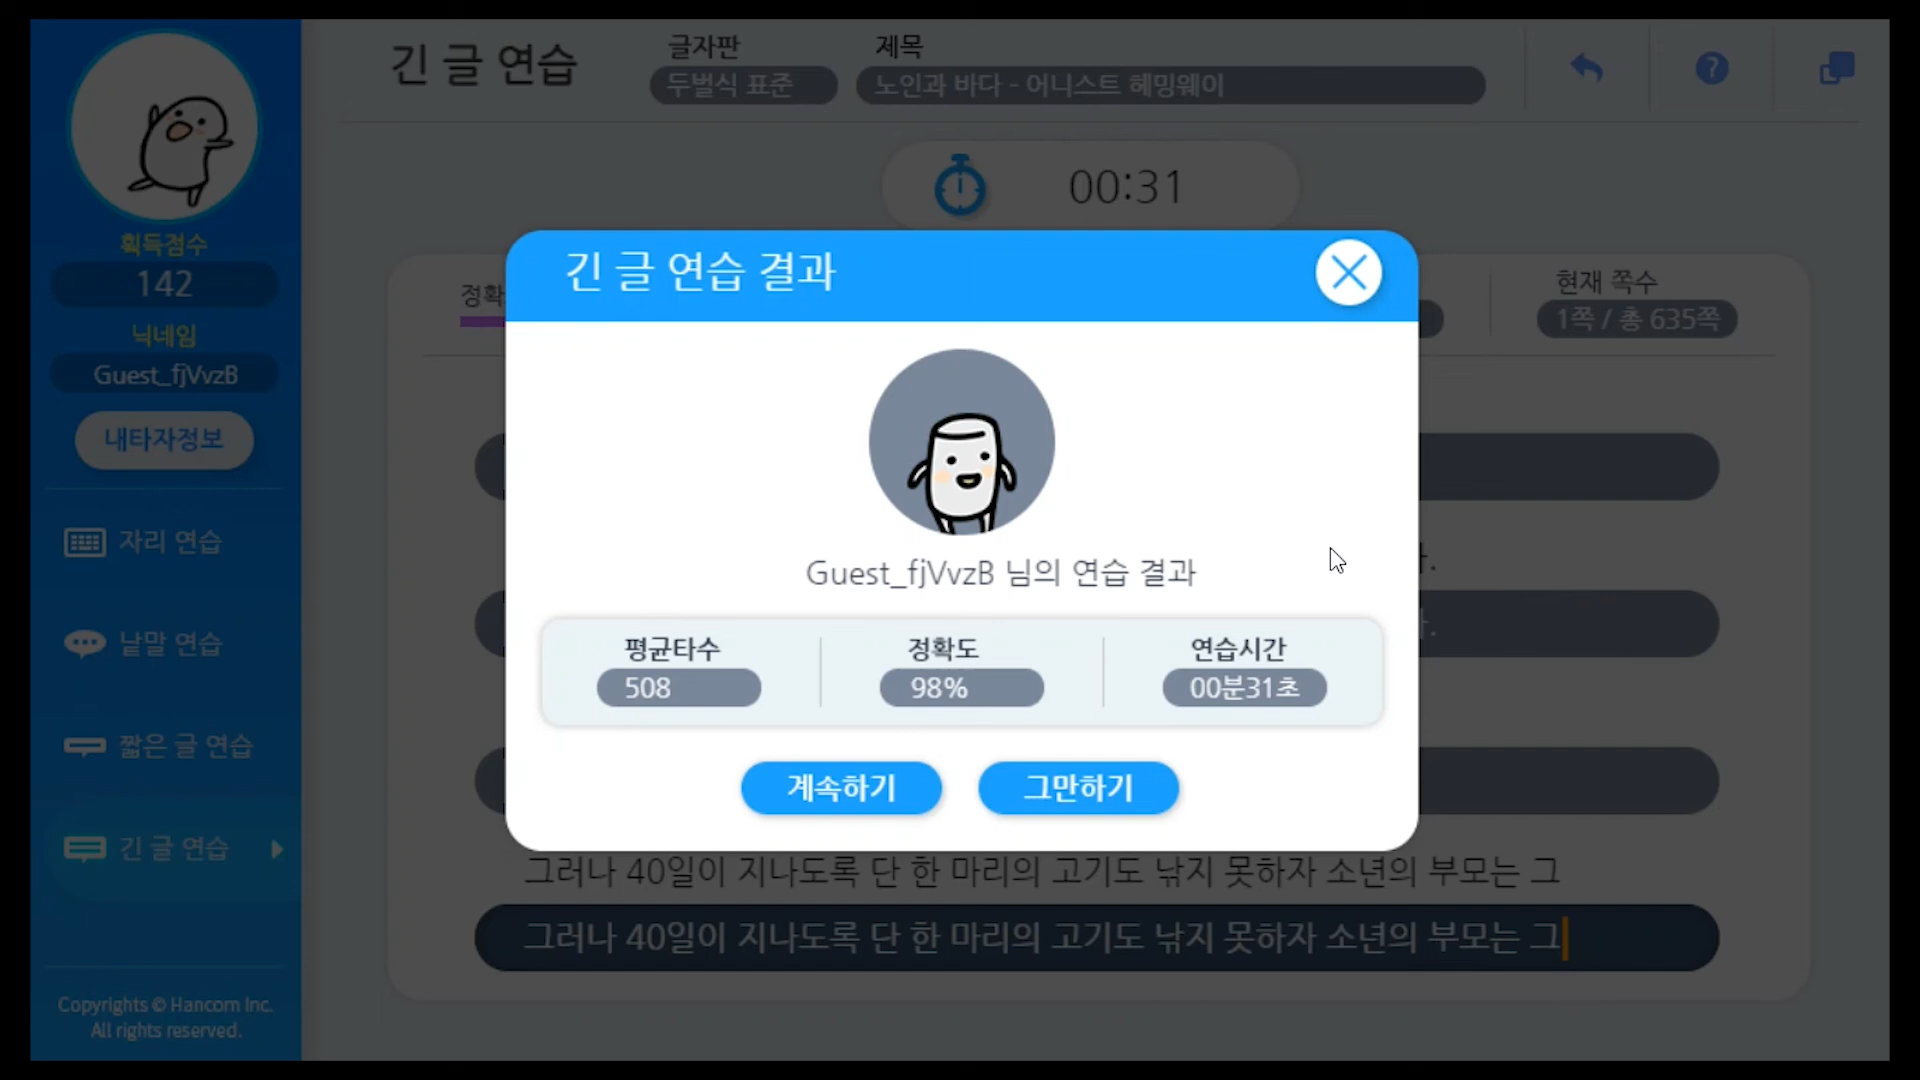 긴 글 연습
글자판
두벌식 표준
제목
노인과 바다 - 어니스트 헤밍웨이
00:31
획득점수
142
닉네임
Guest_fjVvzB
내타자정보
자리 연습
낱말 연습
짧은 글 연습
긴 글 연습
Copyrights © Hancom Inc.
All rights reserved.
정확
현재 쪽수
1쪽 / 총 635쪽
긴 글 연습 결과
Guest_fjVvzB 님의 연습 결과
평균타수
508
정확도
98%
연습시간
00분31초
계속하기
그만하기
그러나 40일이 지나도록 단 한 마리의 고기도 낚지 못하자 소년의 부모는 그
그러나 40일이 지나도록 단 한 마리의 고기도 낚지 못하자 소년의 부모는 그